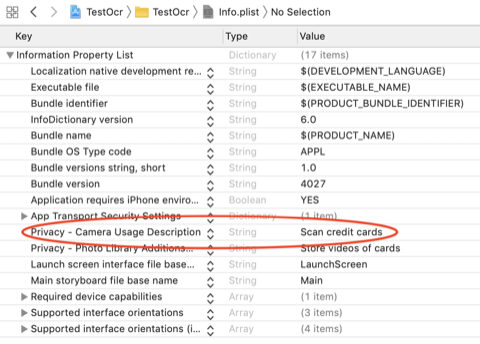 TestOcr TestOcr Info.plist No Selection
Key Type Value
Information Property List Dictionary (17 items)
Localization native development re... String $(DEVELOPMENT_LANGUAGE)
Executable file String $(EXECUTABLE_NAME)
Bundle identifier String $(PRODUCT_BUNDLE_IDENTIFIER)
InfoDictionary version String 6.0
Bundle name String $(PRODUCT_NAME)
Bundle OS Type code String APPL
Bundle versions string, short String 1.0
Bundle version String 4027
Application requires iPhone enviro... Boolean YES
App Transport Security Settings Dictionary (1 item)
Privacy - Camera Usage Description String Scan credit cards
Privacy - Photo Library Additions... String Store videos of cards
Launch screen interface file base... String LaunchScreen
Main storyboard file base name String Main
Required device capabilities Array (1 item)
Supported interface orientations Array (3 items)
Supported interface orientations (i... Array (4 items)